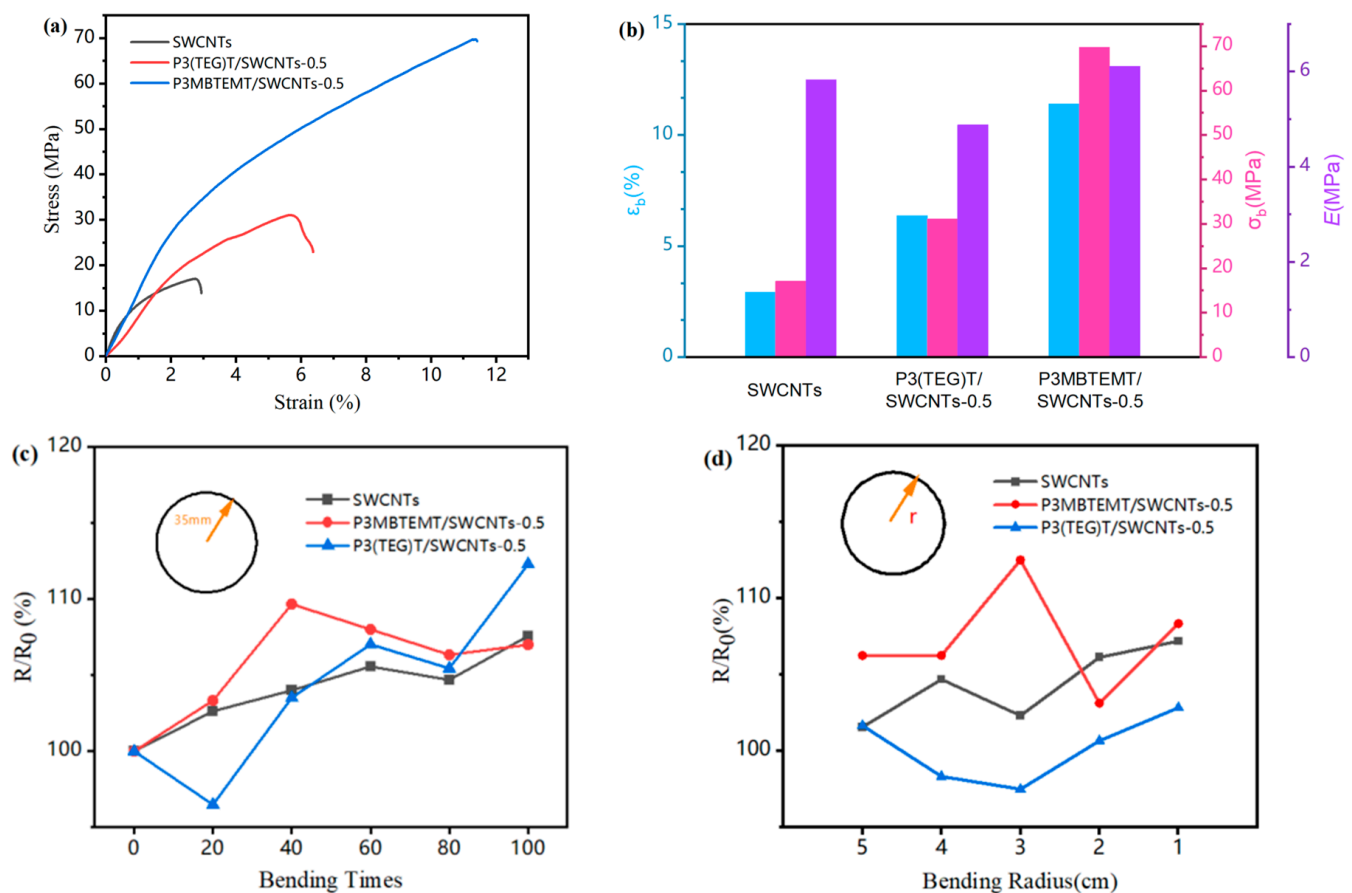 (a)
SWCNTs
P3(TEG)T/SWCNTs-0.5
P3MBTEMT/SWCNTs-0.5
70
60
50
40
30
20
10
0
Stress (MPa)
0 2 4 6 8 10 12
Strain (%)
(b)
15
10
5
0
εb(%)
70
60
50
40
30
20
10
0
σb(MPa)
6
4
2
0
E(MPa)
SWCNTs
P3(TEG)T/
SWCNTs-0.5
P3MBTEMT/
SWCNTs-0.5
(c)
120
110
100
R/R0 (%)
35mm
SWCNTs
P3MBTEMT/SWCNTs-0.5
P3(TEG)T/SWCNTs-0.5
0 20 40 60 80 100
Bending Times
(d)
120
110
100
R/R0(%)
r
SWCNTs
P3MBTEMT/SWCNTs-0.5
P3(TEG)T/SWCNTs-0.5
5 4 3 2 1
Bending Radius(cm)